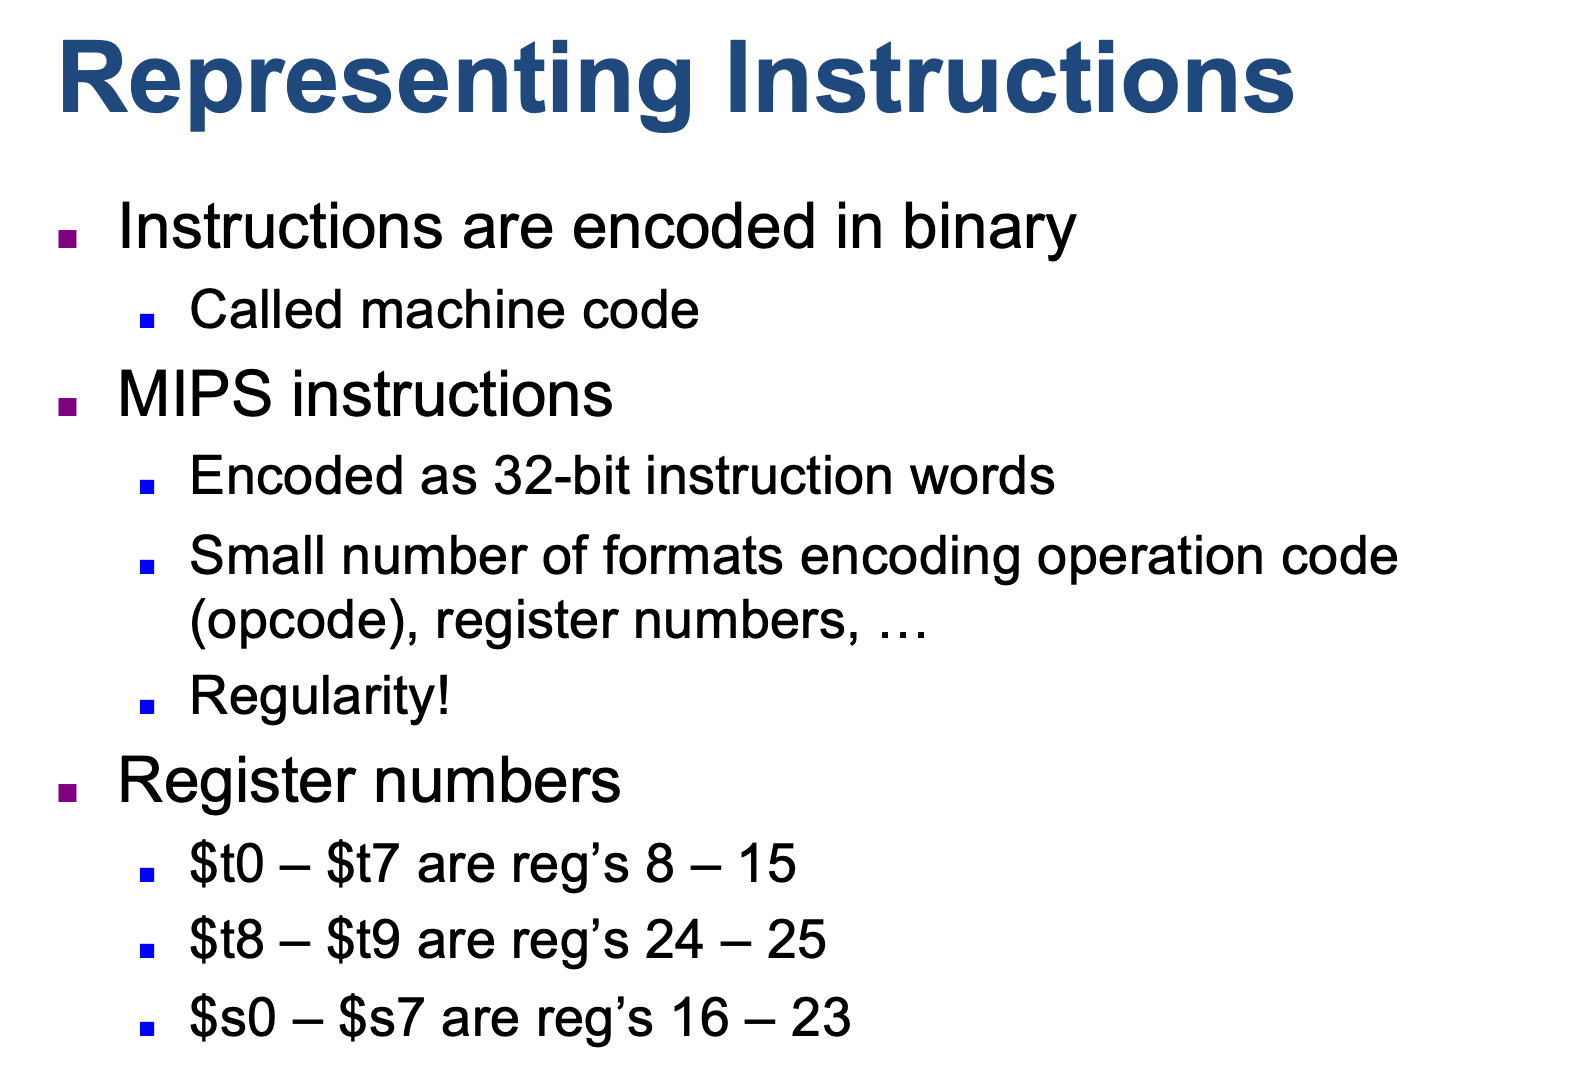 Representing Instructions
Instructions are encoded in binary
Called machine code
MIPS instructions
Encoded as 32-bit instruction words
Small number of formats encoding operation code
(opcode), register numbers, …
Regularity!
Register numbers
$t0 – $t7 are reg’s 8 – 15
$t8 – $t9 are reg’s 24 – 25
$s0 – $s7 are reg’s 16 – 23